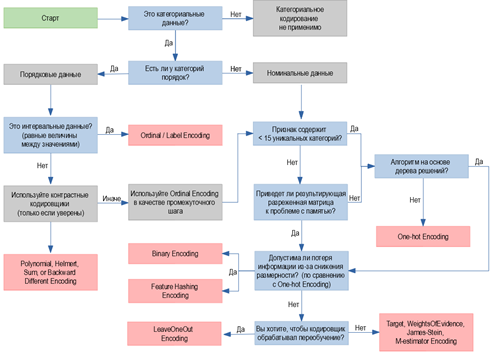 Старт
Это категориальные
данные?
Нет
Категориальное
кодирование
не применимо
Да
Порядковые данные
Да
Есть ли у категорий
порядок?
Нет
Номинальные данные
Это интервальные данные?
(равные величины
между значениями)
Да
Ordinal / Label Encoding
Нет
Признак содержит
< 15 уникальных категорий?
Да
Нет
Да
Алгоритм на основе
дерева решений?
Используйте контрастные
кодировщики
(только если уверены)
Иначе
Используйте Ordinal Encoding
в качестве промежуточного
шага
Приведет ли результирующая
разреженная матрица
к проблеме с памятью?
Нет
Нет
One-hot Encoding
Да
Polynomial, Helmert,
Sum, or Backward
Different Encoding
Binary Encoding
Feature Hashing
Encoding
Да
Допустима ли потеря
информации из-за снижения
размерности? (по сравнению
с One-hot Encoding)
Нет
LeaveOneOut
Encoding
Да
Вы хотите, чтобы кодировщик
обрабатывал переобучение?
Нет
Target, WeightsOfEvidence,
James-Stein,
M-estimator Encoding